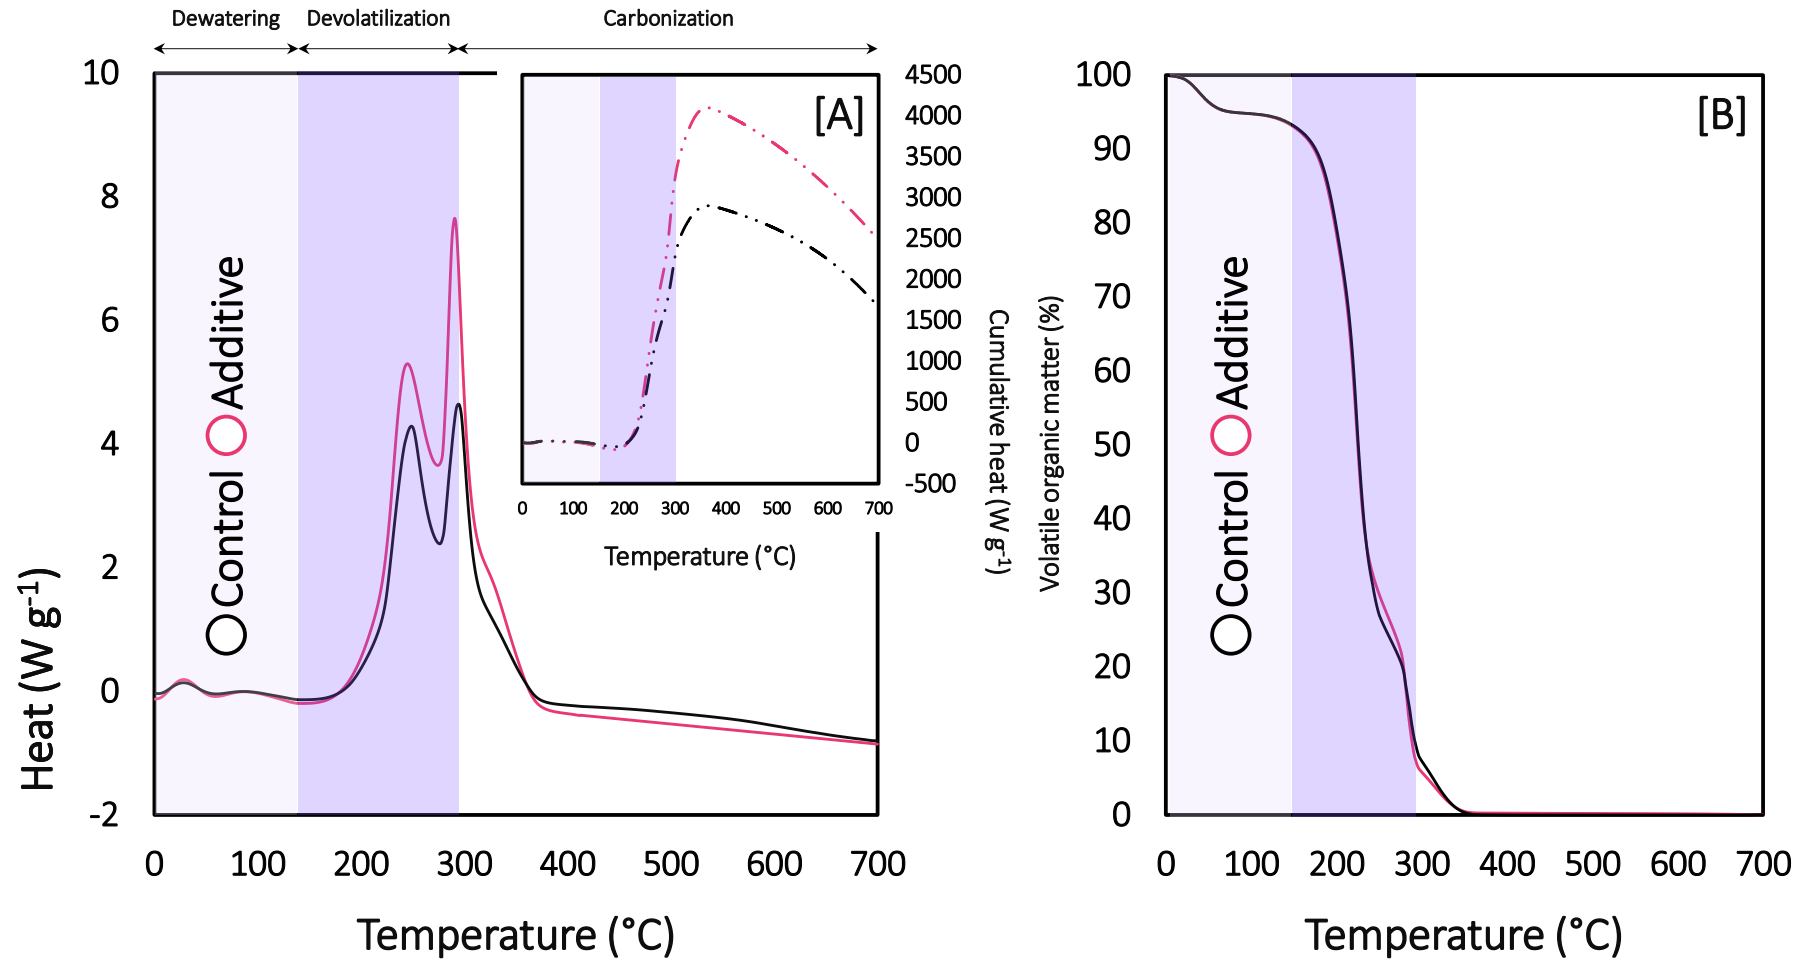 Dewatering Devolatilization Carbonization
10
8
6
4
2
0
-2
Heat (W g-1)
0 100 200 300 400 500 600 700
Temperature (°C)
Control Additive
[A]
4500
4000
3500
3000
2500
2000
1500
1000
500
0
-500
Cumulative heat (W g-1)
0 100 200 300 400 500 600 700
Temperature (°C)
100
90
80
70
60
50
40
30
20
10
0
Volatile organic matter (%)
Control Additive
[B]
0 100 200 300 400 500 600 700
Temperature (°C)